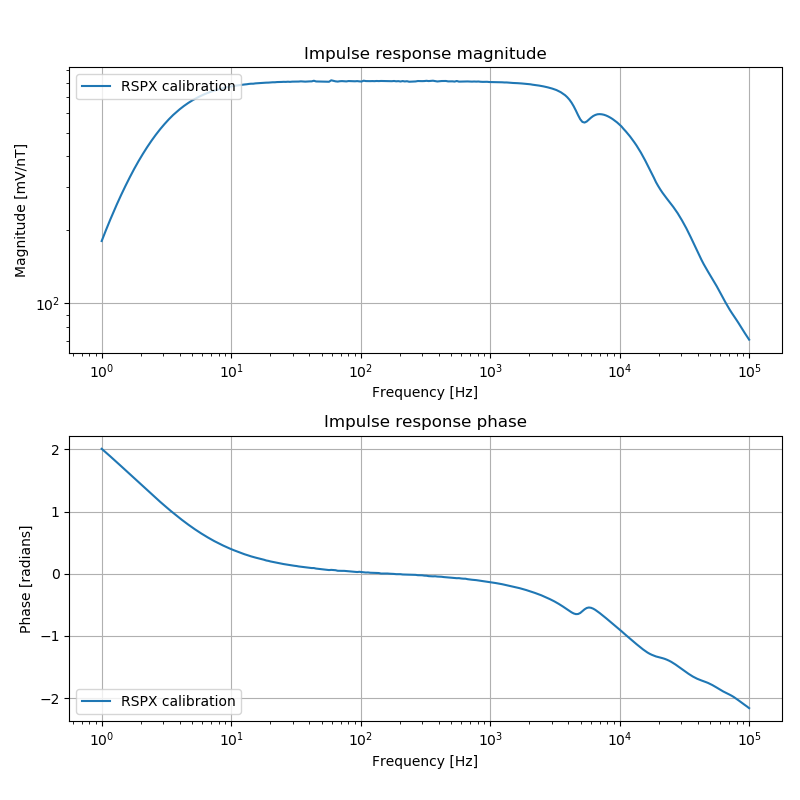 Impulse response magnitude
RSPX calibration
Magnitude [mV/nT]
10²
10⁰ 10¹ 10² 10³ 10⁴ 10⁵
Frequency [Hz]
Impulse response phase
2
1
0
−1
−2
Phase [radians]
RSPX calibration
10⁰ 10¹ 10² 10³ 10⁴ 10⁵
Frequency [Hz]